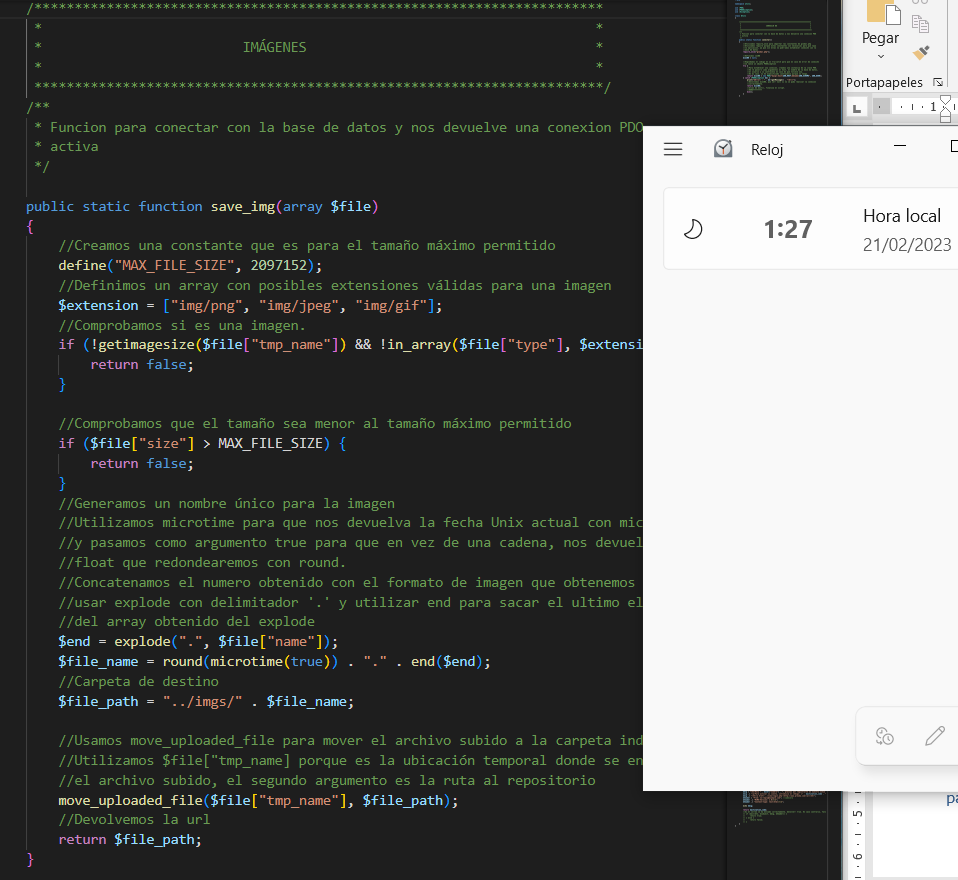 /***********************************************************************
* *
* IMÁGENES *
* *
***********************************************************************/
/**
* Funcion para conectar con la base de datos y nos devuelve una conexion PDO
* activa
*/
public static function save_img(array $file)
{
//Creamos una constante que es para el tamaño máximo permitido
define("MAX_FILE_SIZE", 2097152);
//Definimos un array con posibles extensiones válidas para una imagen
$extension = ["img/png", "img/jpeg", "img/gif"];
//Comprobamos si es una imagen.
if (!getimagesize($file["tmp_name"]) && !in_array($file["type"], $extensi
return false;
}
//Comprobamos que el tamaño sea menor al tamaño máximo permitido
if ($file["size"] > MAX_FILE_SIZE) {
return false;
}
//Generamos un nombre único para la imagen
//Utilizamos microtime para que nos devuelva la fecha Unix actual con mic
//y pasamos como argumento true para que en vez de una cadena, nos devuel
//float que redondearemos con round.
//Concatenamos el numero obtenido con el formato de imagen que obtenemos
//usar explode con delimitador '.' y utilizar end para sacar el ultimo el
//del array obtenido del explode
$end = explode(".", $file["name"]);
$file_name = round(microtime(true)) . "." . end($end);
//Carpeta de destino
$file_path = "../imgs/" . $file_name;
//Usamos move_uploaded_file para mover el archivo subido a la carpeta ind
//Utilizamos $file["tmp_name] porque es la ubicación temporal donde se en
//el archivo subido, el segundo argumento es la ruta al repositorio
move_uploaded_file($file["tmp_name"], $file_path);
//Devolvemos la url
return $file_path;
}
Pegar
Portapapeles
1
Reloj
1:27
Hora local
21/02/2023
pa
5
6